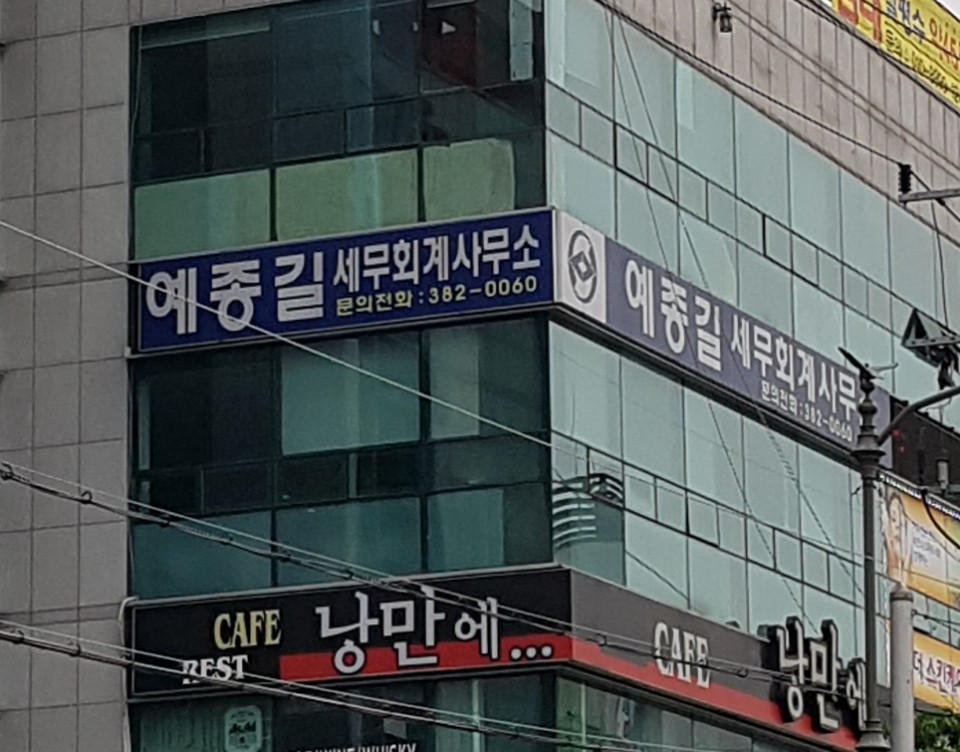 예종길 세무회계사무소
문의전화 : 382-0060
예종길 세무회계사무
문의전화 : 382-0060
CAFE
BEST
낭만에...
CAFE
낭만에